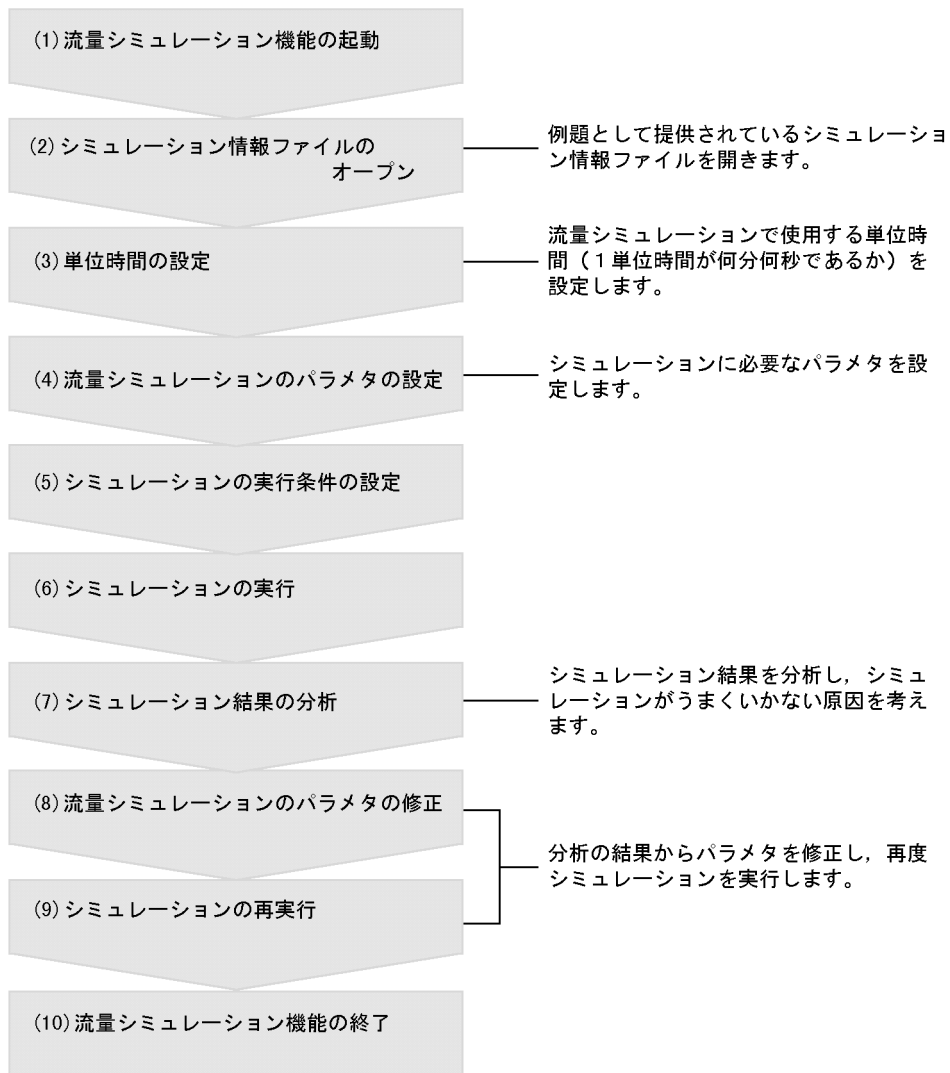 (1)流量シミュレーション機能の起動
(2)シミュレーション情報ファイルの
オープン
例題として提供されているシミュレーショ
ン情報ファイルを開きます。
(3)単位時間の設定
流量シミュレーションで使用する単位時
間（１単位時間が何分何秒であるか）を
設定します。
(4)流量シミュレーションのパラメタの設定
シミュレーションに必要なパラメタを設
定します。
(5)シミュレーションの実行条件の設定
(6)シミュレーションの実行
(7)シミュレーション結果の分析
シミュレーション結果を分析し，シミュ
レーションがうまくいかない原因を考え
ます。
(8)流量シミュレーションのパラメタの修正
(9)シミュレーションの再実行
分析の結果からパラメタを修正し，再度
シミュレーションを実行します。
(10)流量シミュレーション機能の終了